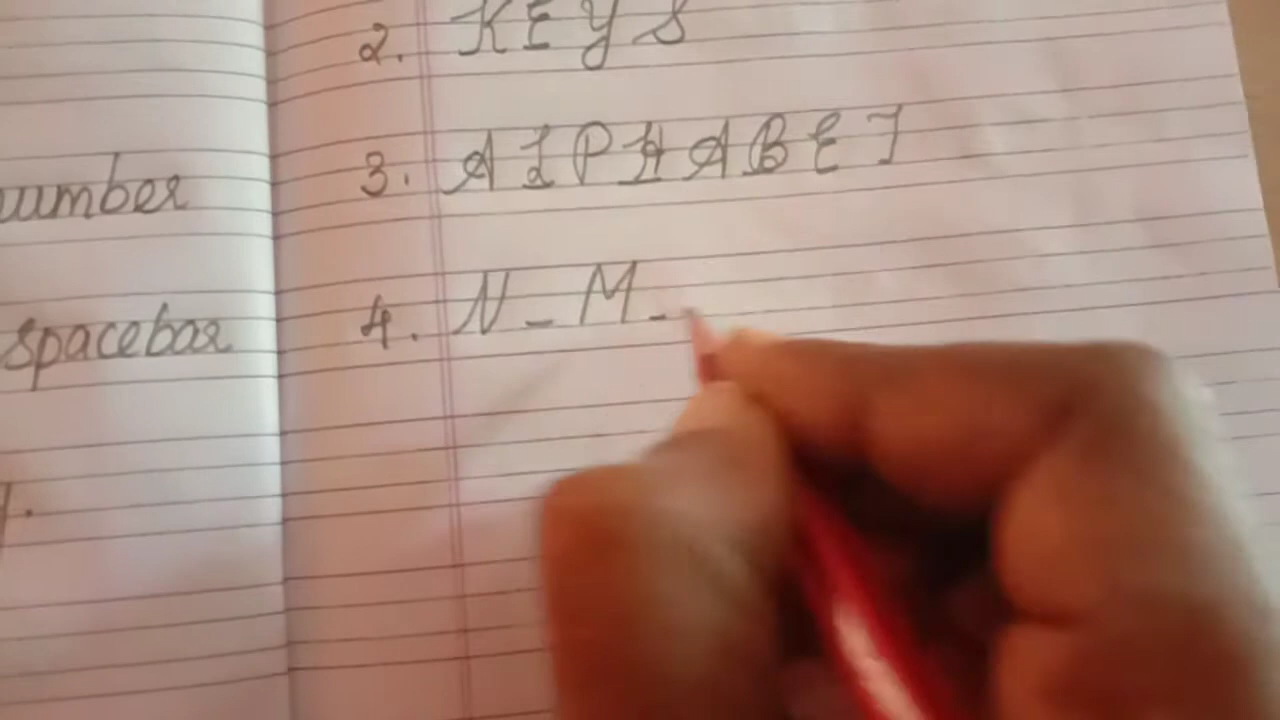 umber
spacebar
2. KEYS
3. ALPHABET
4. N_M_